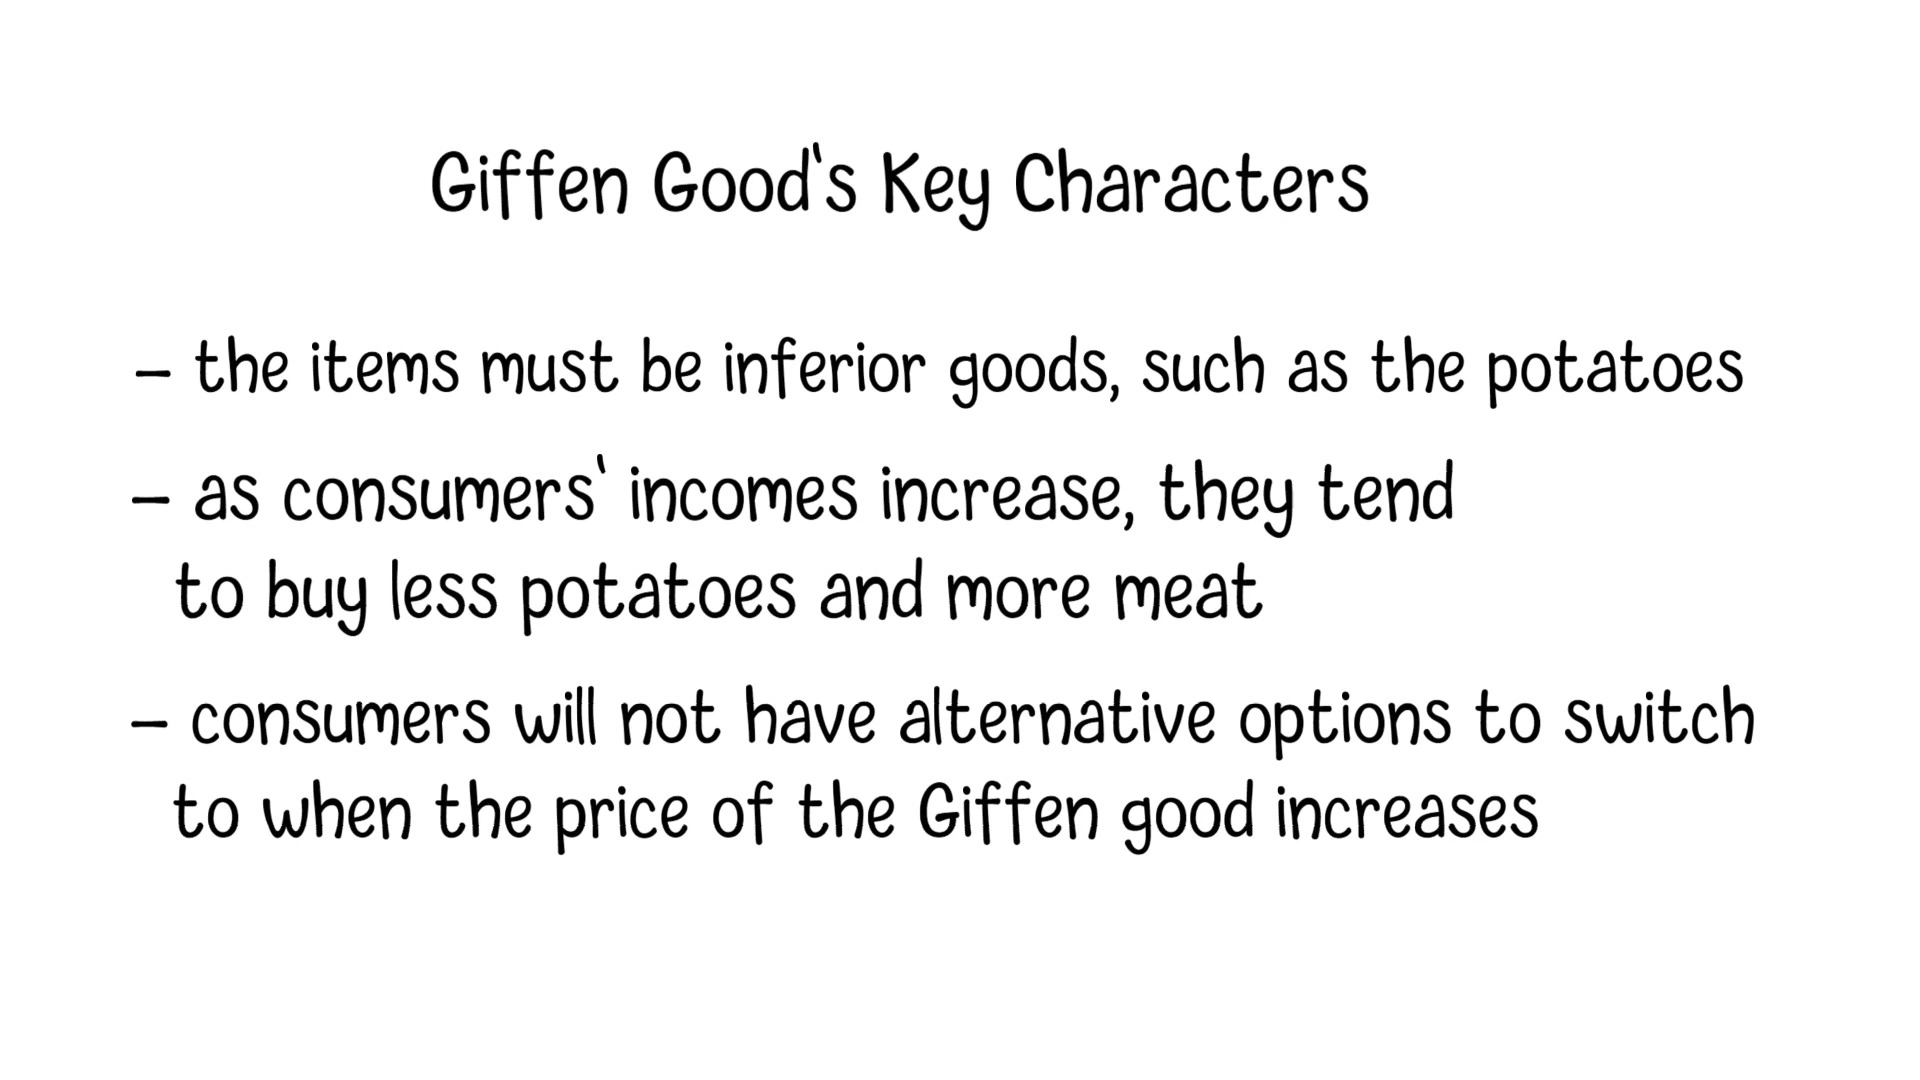 Giffen Good's Key Characters
– the items must be inferior goods, such as the potatoes
– as consumers' incomes increase, they tend
to buy less potatoes and more meat
– consumers will not have alternative options to switch
to when the price of the Giffen good increases